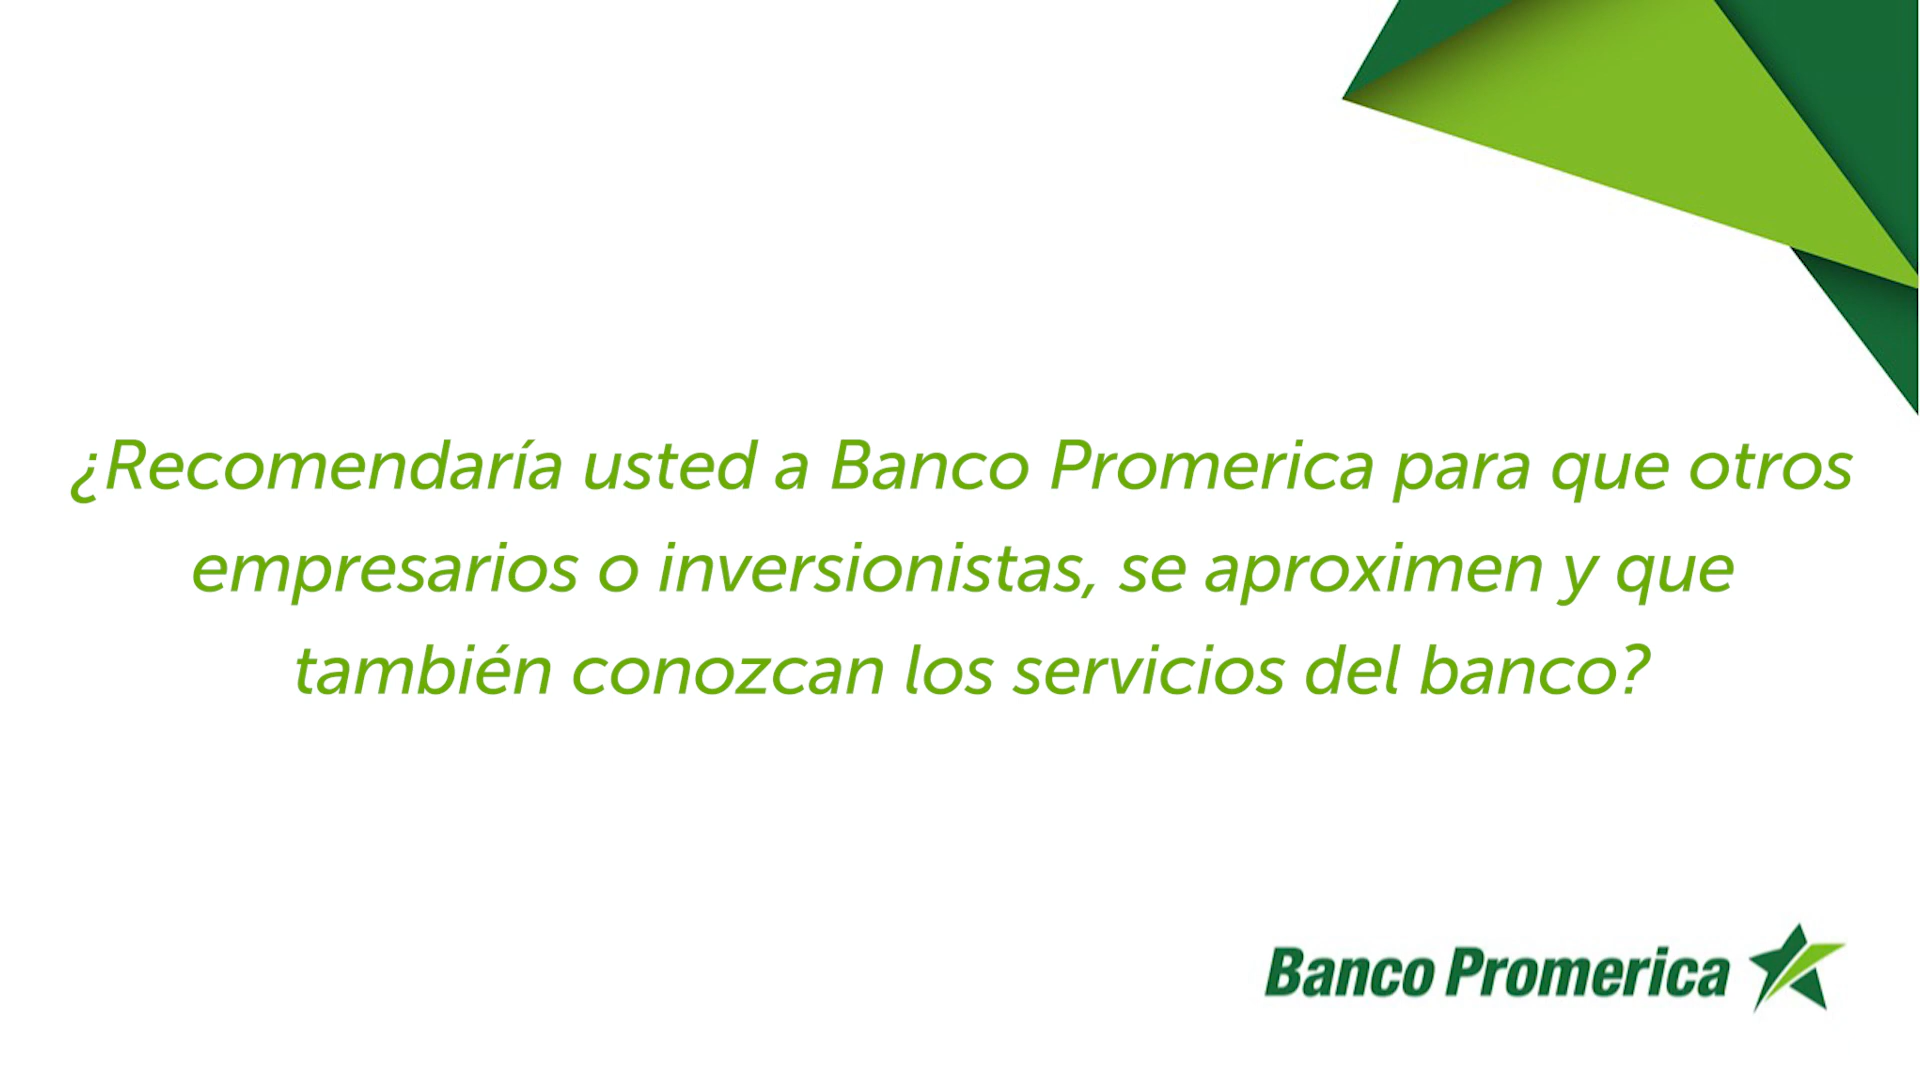 ¿Recomendaría usted a Banco Promerica para que otros
empresarios o inversionistas, se aproximen y que
también conozcan los servicios del banco?
Banco Promerica